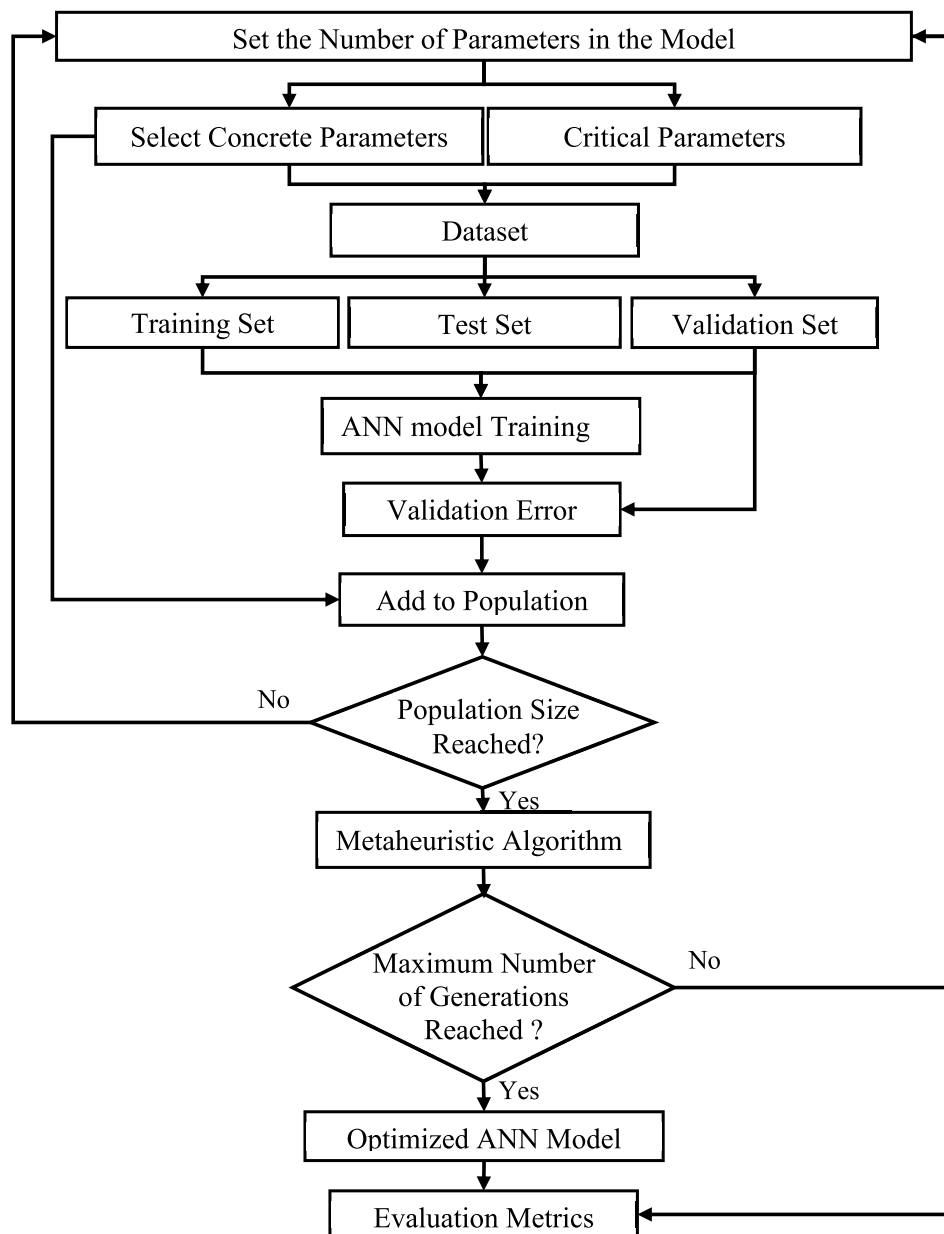 Set the Number of Parameters in the Model
Select Concrete Parameters
Critical Parameters
Dataset
Training Set
Test Set
Validation Set
ANN model Training
Validation Error
Add to Population
No
Population Size
Reached?
Yes
Metaheuristic Algorithm
Maximum Number
of Generations
Reached ?
No
Yes
Optimized ANN Model
Evaluation Metrics